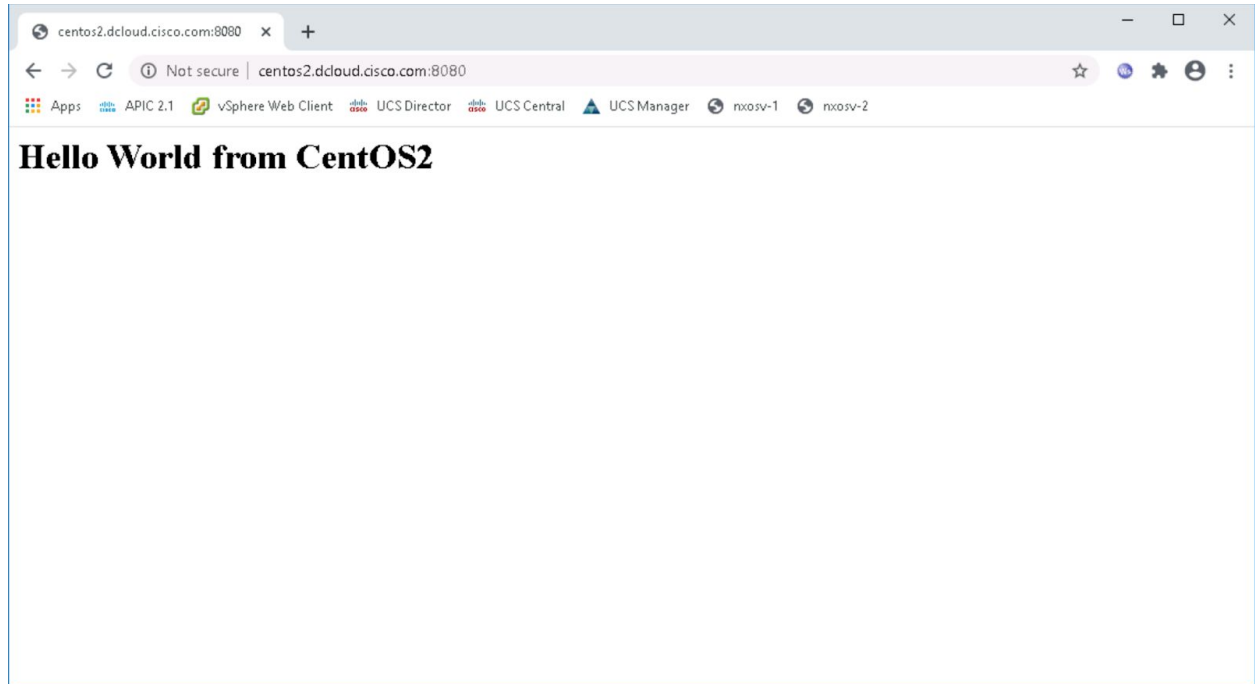 centos2.dcloud.cisco.com:8080
Not secure | centos2.dcloud.cisco.com:8080
Apps APIC 2.1 vSphere Web Client UCS Director UCS Central UCS Manager nxosv-1 nxosv-2
Hello World from CentOS2